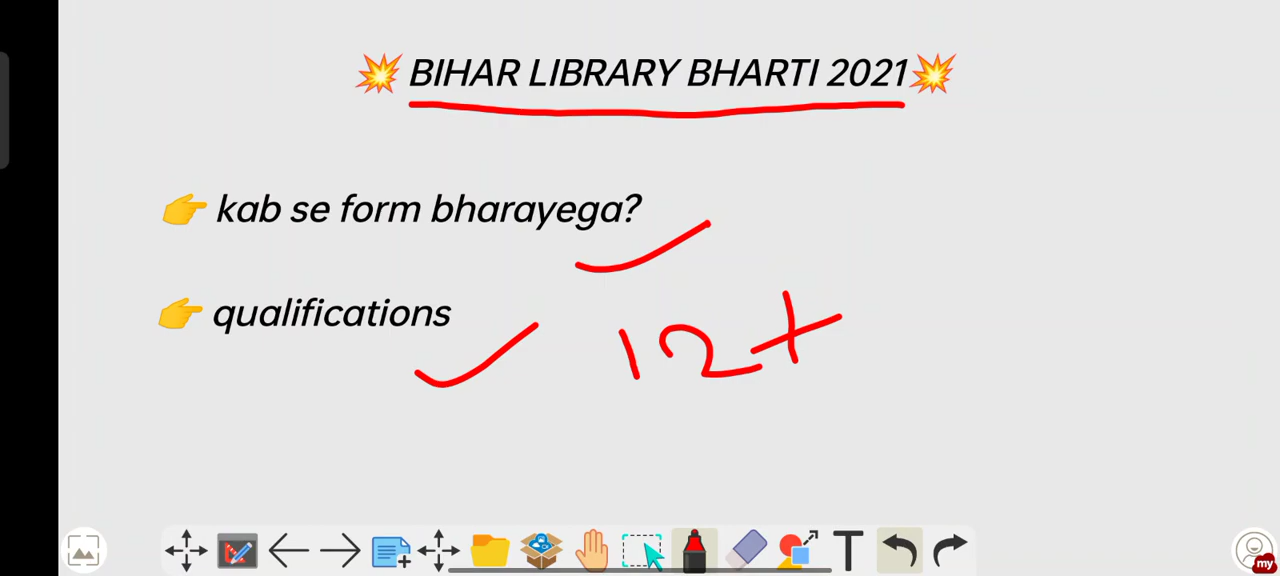 💥 BIHAR LIBRARY BHARTI 2021💥
👉 kab se form bharayega?
👉 qualifications
12+
T
my